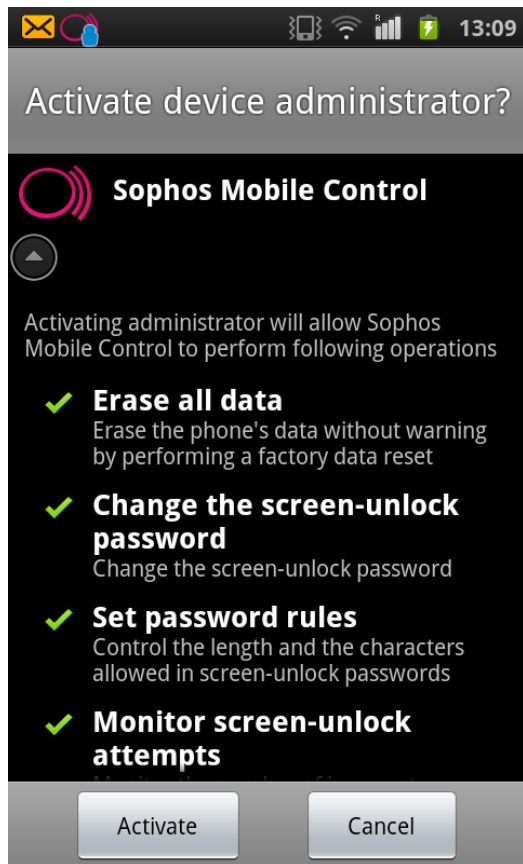 R
13:09
Activate device administrator?
Sophos Mobile Control
Activating administrator will allow Sophos
Mobile Control to perform following operations
Erase all data
Erase the phone's data without warning
by performing a factory data reset
Change the screen-unlock
password
Change the screen-unlock password
Set password rules
Control the length and the characters
allowed in screen-unlock passwords
Monitor screen-unlock
attempts
Activate
Cancel